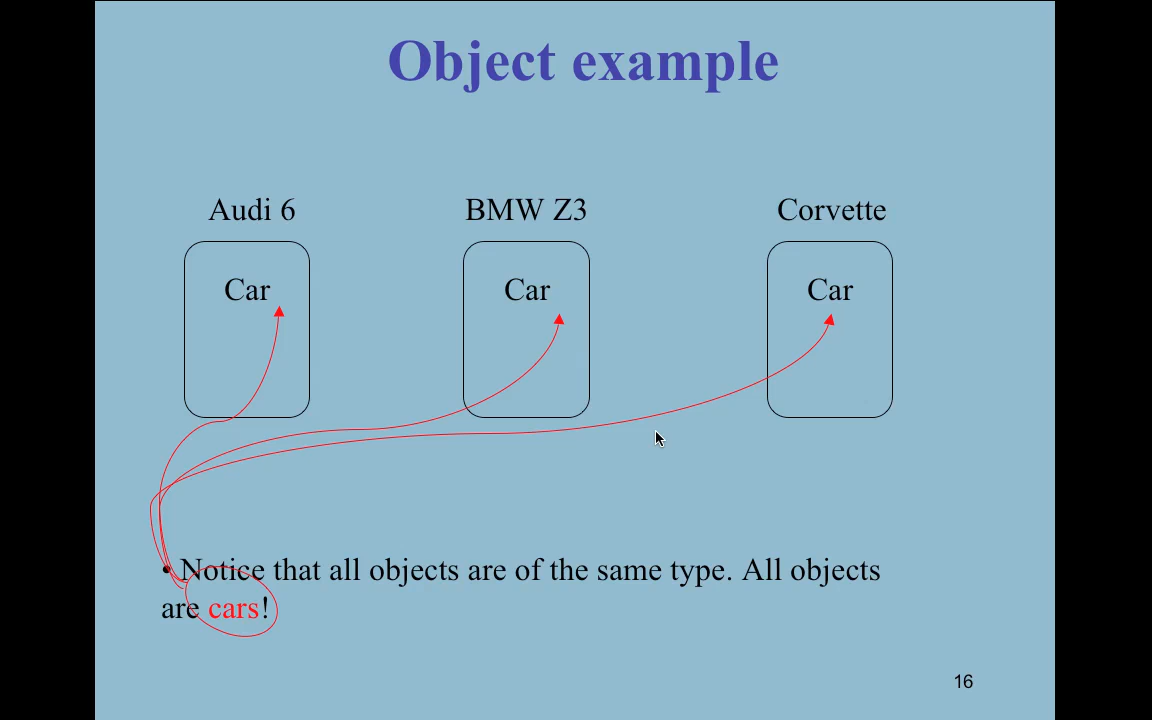 Object example
Audi 6 BMW Z3 Corvette
Car Car Car
• Notice that all objects are of the same type. All objects
are cars!
16